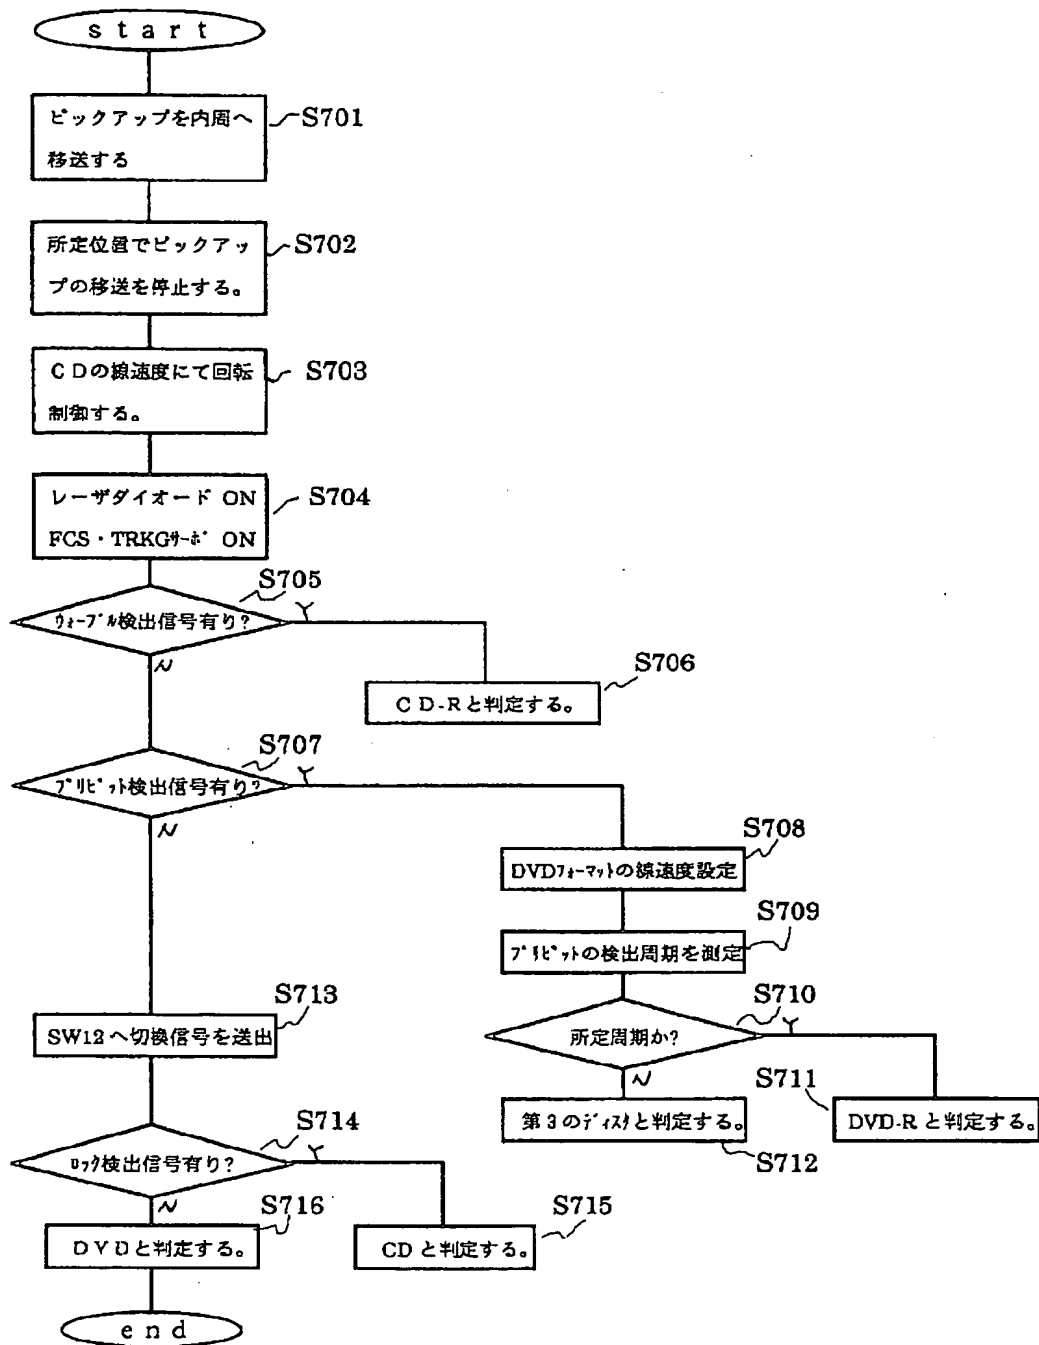 start
ピックアップを内周へ
移送する
S701
所定位置でピックアッ
プの移送を停止する。
S702
CDの線速度にて回転
制御する。
S703
レーザダイオード ON
FCS・TRKGｻｰﾎﾞ ON
S704
S705
ｳｫｰﾌﾞﾙ検出信号有り?
Y
N
S706
CD-Rと判定する。
S707
ﾌﾟﾘﾋﾟｯﾄ検出信号有り?
Y
N
S708
DVDﾌｫｰﾏｯﾄの線速度設定
S709
ﾌﾟﾘﾋﾟｯﾄの検出周期を測定
S710
所定周期か?
Y
N
S711
DVD-Rと判定する。
第3のﾃﾞｨｽｸと判定する。
S712
S713
SW12へ切換信号を送出
S714
ﾛｯｸ検出信号有り?
Y
N
S715
CDと判定する。
S716
DVDと判定する。
end